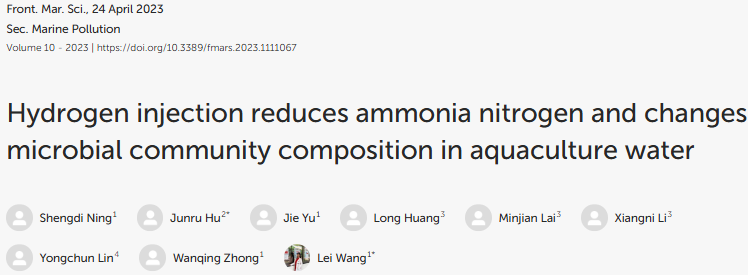 Front. Mar. Sci., 24 April 2023
Sec. Marine Pollution
Volume 10 - 2023 | https://doi.org/10.3389/fmars.2023.1111067
Hydrogen injection reduces ammonia nitrogen and changes
microbial community composition in aquaculture water
Shengdi Ning1 Junru Hu2* Jie Yu1 Long Huang3 Minjian Lai3 Xiangni Li3
Yongchun Lin4 Wanqing Zhong1 Lei Wang1*